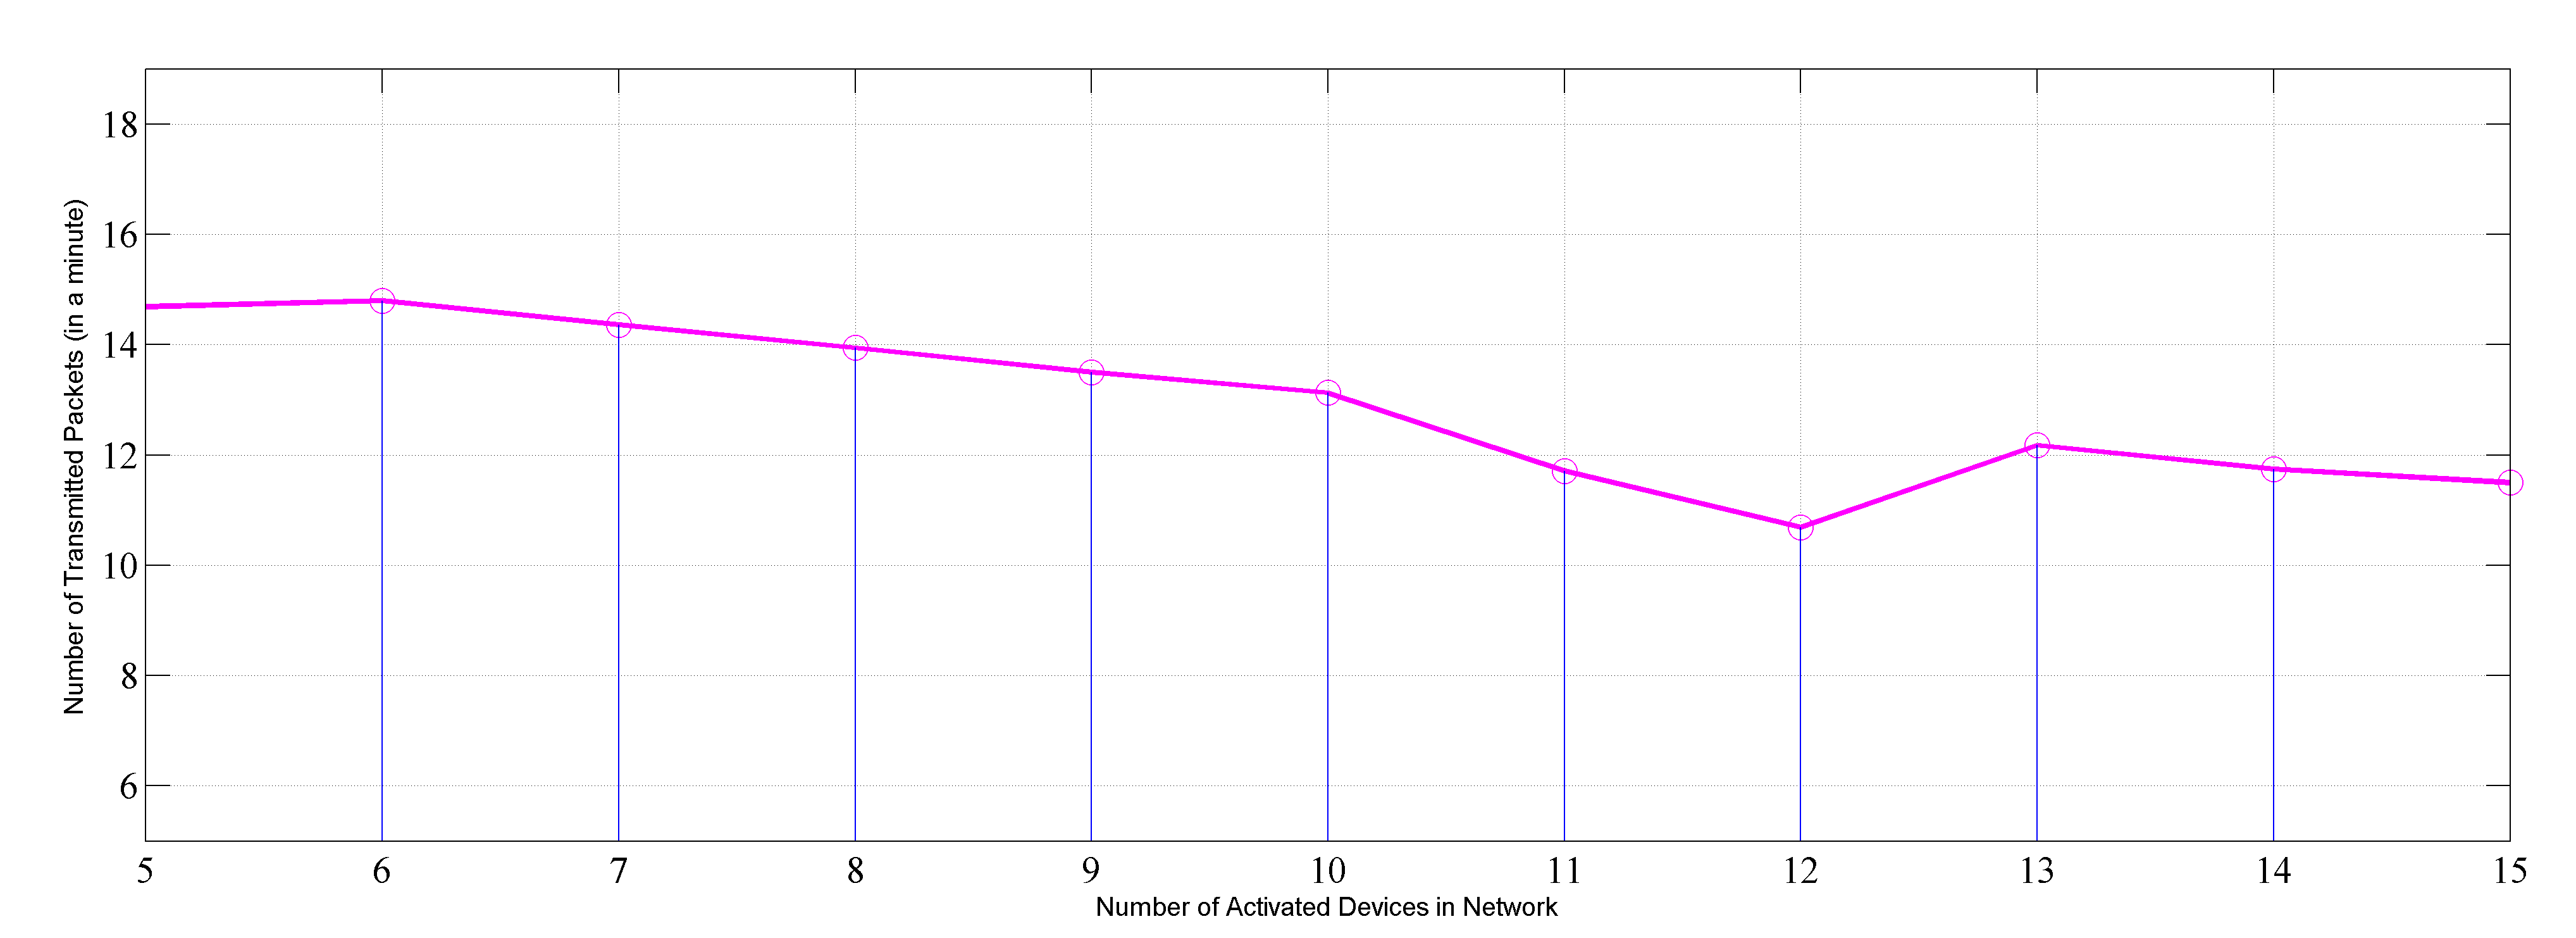 18
16
14
12
10
8
6
Number of Transmitted Packets (in a minute)
5 6 7 8 9 10 11 12 13 14 15
Number of Activated Devices in Network